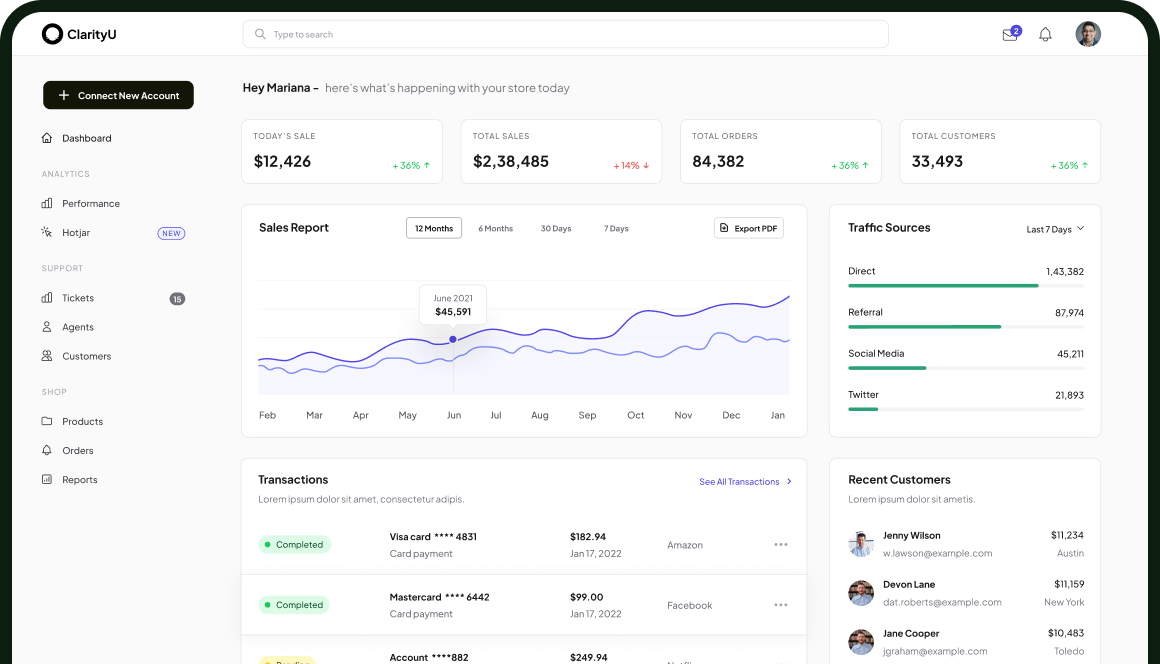 ClarityU
Type to search
2
Connect New Account
Dashboard
ANALYTICS
Performance
Hotjar NEW
SUPPORT
Tickets 15
Agents
Customers
SHOP
Products
Orders
Reports
Hey Mariana - here's what's happening with your store today
TODAY'S SALE
$12,426 +36%
TOTAL SALES
$2,38,485 +14%
TOTAL ORDERS
84,382 +36%
TOTAL CUSTOMERS
33,493 +36%
Sales Report 12 Months 6 Months 30 Days 7 Days Export PDF
June 2021
$45,591
Feb Mar Apr May Jun Jul Aug Sep Oct Nov Dec Jan
Traffic Sources Last 7 Days
Direct 1,43,382
Referral 87,974
Social Media 45,211
Twitter 21,893
Transactions See All Transactions
Lorem ipsum dolor sit amet, consectetur adipis.
Completed Visa card **** 4831 $182.94 Amazon
Card payment Jan 17, 2022
Completed Mastercard **** 6442 $99.00 Facebook
Card payment Jan 17, 2022
Account ****882 $249.94
Recent Customers
Lorem ipsum dolor sit ametis.
Jenny Wilson $11,234
w.lawson@example.com Austin
Devon Lane $11,159
dat.roberts@example.com New York
Jane Cooper $10,483
jgraham@example.com Toledo